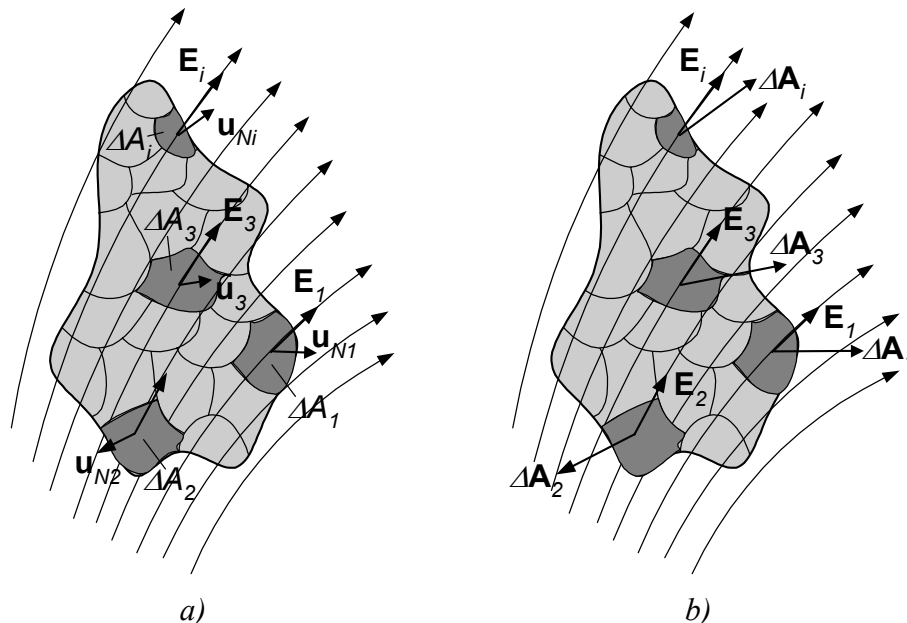 E_i
u_Ni
ΔA_i
E_3
ΔA_3
u_3
E_1
u_N1
ΔA_1
u_N2
ΔA_2
a)
E_i
ΔA_i
E_3
ΔA_3
E_1
ΔA
E_2
ΔA_2
b)